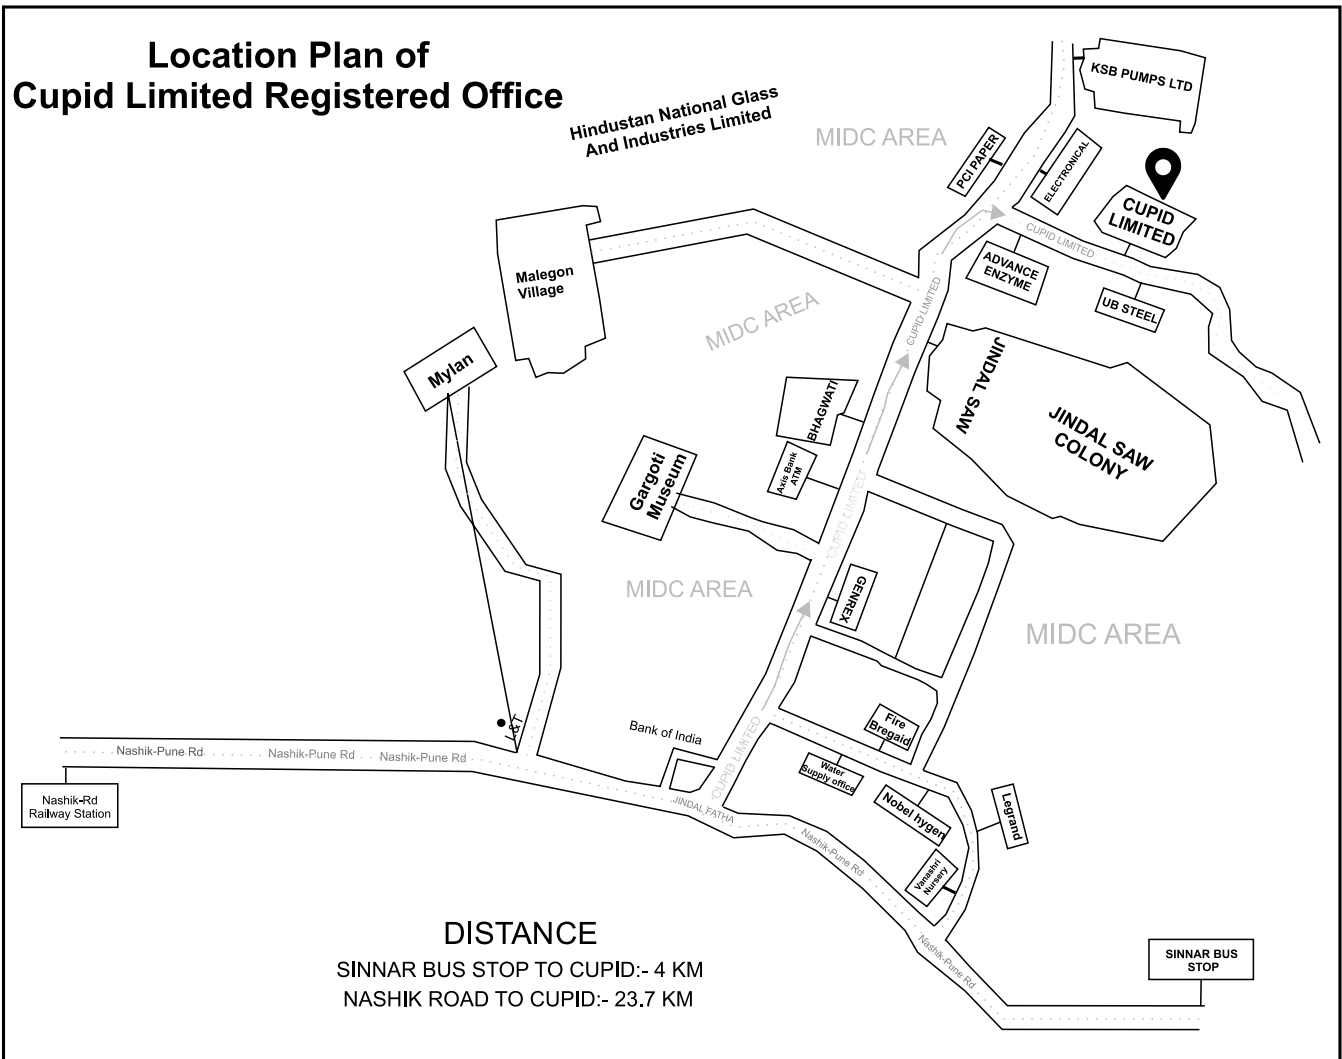 Location Plan of
Cupid Limited Registered Office
Hindustan National Glass
And Industries Limited
MIDC AREA
KSB PUMPS LTD
PCI PAPER
ELECTRONICAL
CUPID
LIMITED
CUPID LIMITED
ADVANCE
ENZYME
UB STEEL
Malegon
Village
MIDC AREA
CUPID LIMITED
Mylan
JINDAL SAW
JINDAL SAW
COLONY
BHAGWATI
Axis Bank
ATM
Gargoti
Museum
CUPID LIMITED
MIDC AREA
GENREX
MIDC AREA
L&T
Bank of India
CUPID LIMITED
Fire
Bregaid
Water
Supply office
Nobel hygen
Legrand
Vanashri
Nursery
Nashik-Pune Rd
Nashik-Pune Rd
Nashik-Pune Rd
Nashik-Rd
Railway Station
JINDAL FATHA
Nashik-Pune Rd
Nashik-Pune Rd
SINNAR BUS
STOP
DISTANCE
SINNAR BUS STOP TO CUPID:- 4 KM
NASHIK ROAD TO CUPID:- 23.7 KM